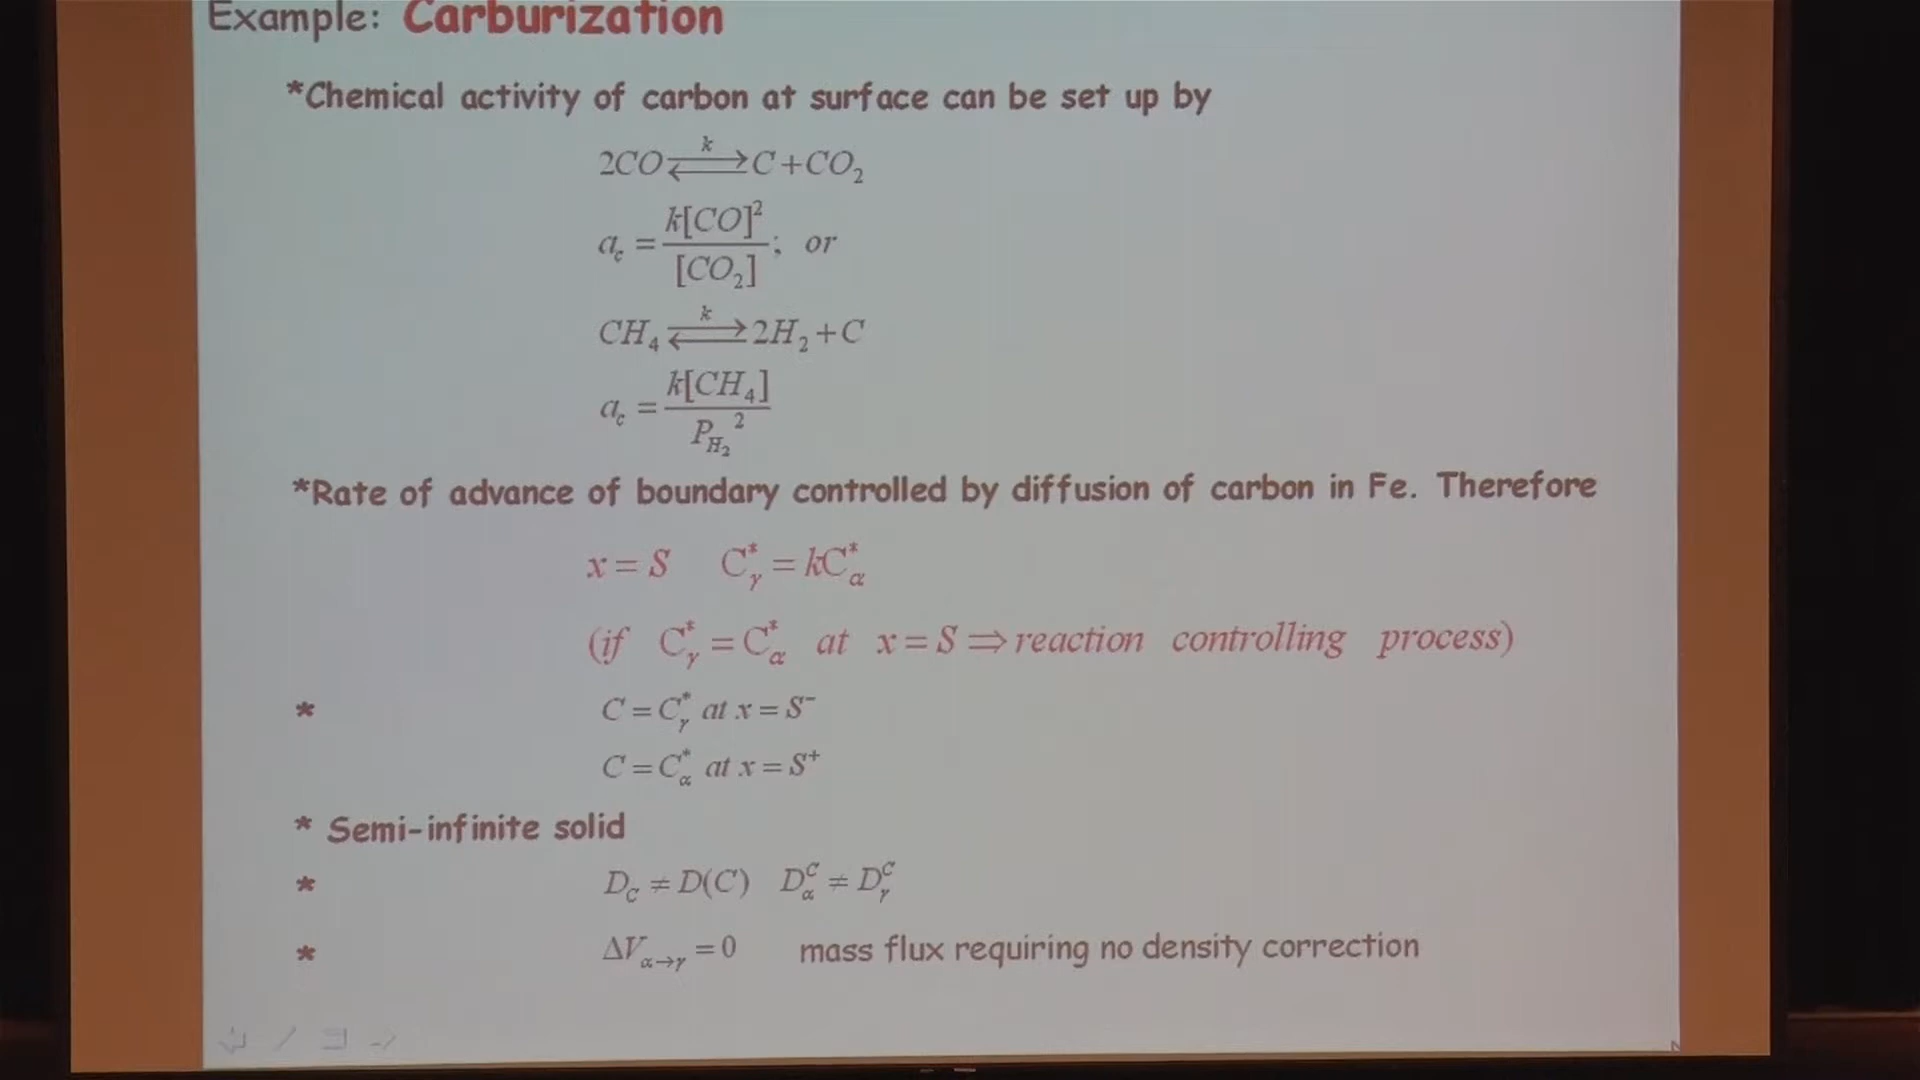 Example: Carburization
*Chemical activity of carbon at surface can be set up by
2CO ⇌ C+CO₂
k
a_c = k[CO]² / [CO₂] ; or
CH₄ ⇌ 2H₂+C
k
a_c = k[CH₄] / P_H₂²
*Rate of advance of boundary controlled by diffusion of carbon in Fe. Therefore
x = S C*_γ = kC*_α
(if C*_γ = C*_α at x = S ⇒ reaction controlling process)
* C = C*_γ at x = S⁻
C = C*_α at x = S⁺
* Semi-infinite solid
* D_C ≠ D(C) D_α^C ≠ D_γ^C
* ΔV_α→γ = 0 mass flux requiring no density correction